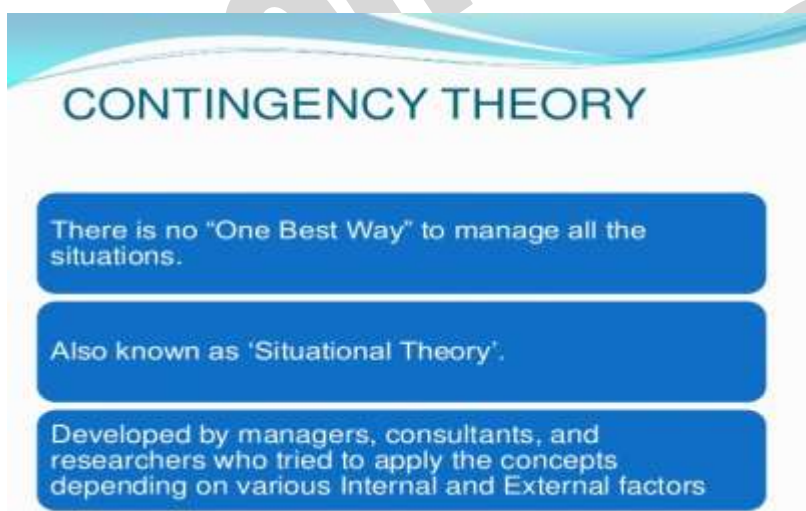 CONTINGENCY THEORY
There is no "One Best Way" to manage all the
situations.
Also known as 'Situational Theory'.
Developed by managers, consultants, and
researchers who tried to apply the concepts
depending on various Internal and External factors